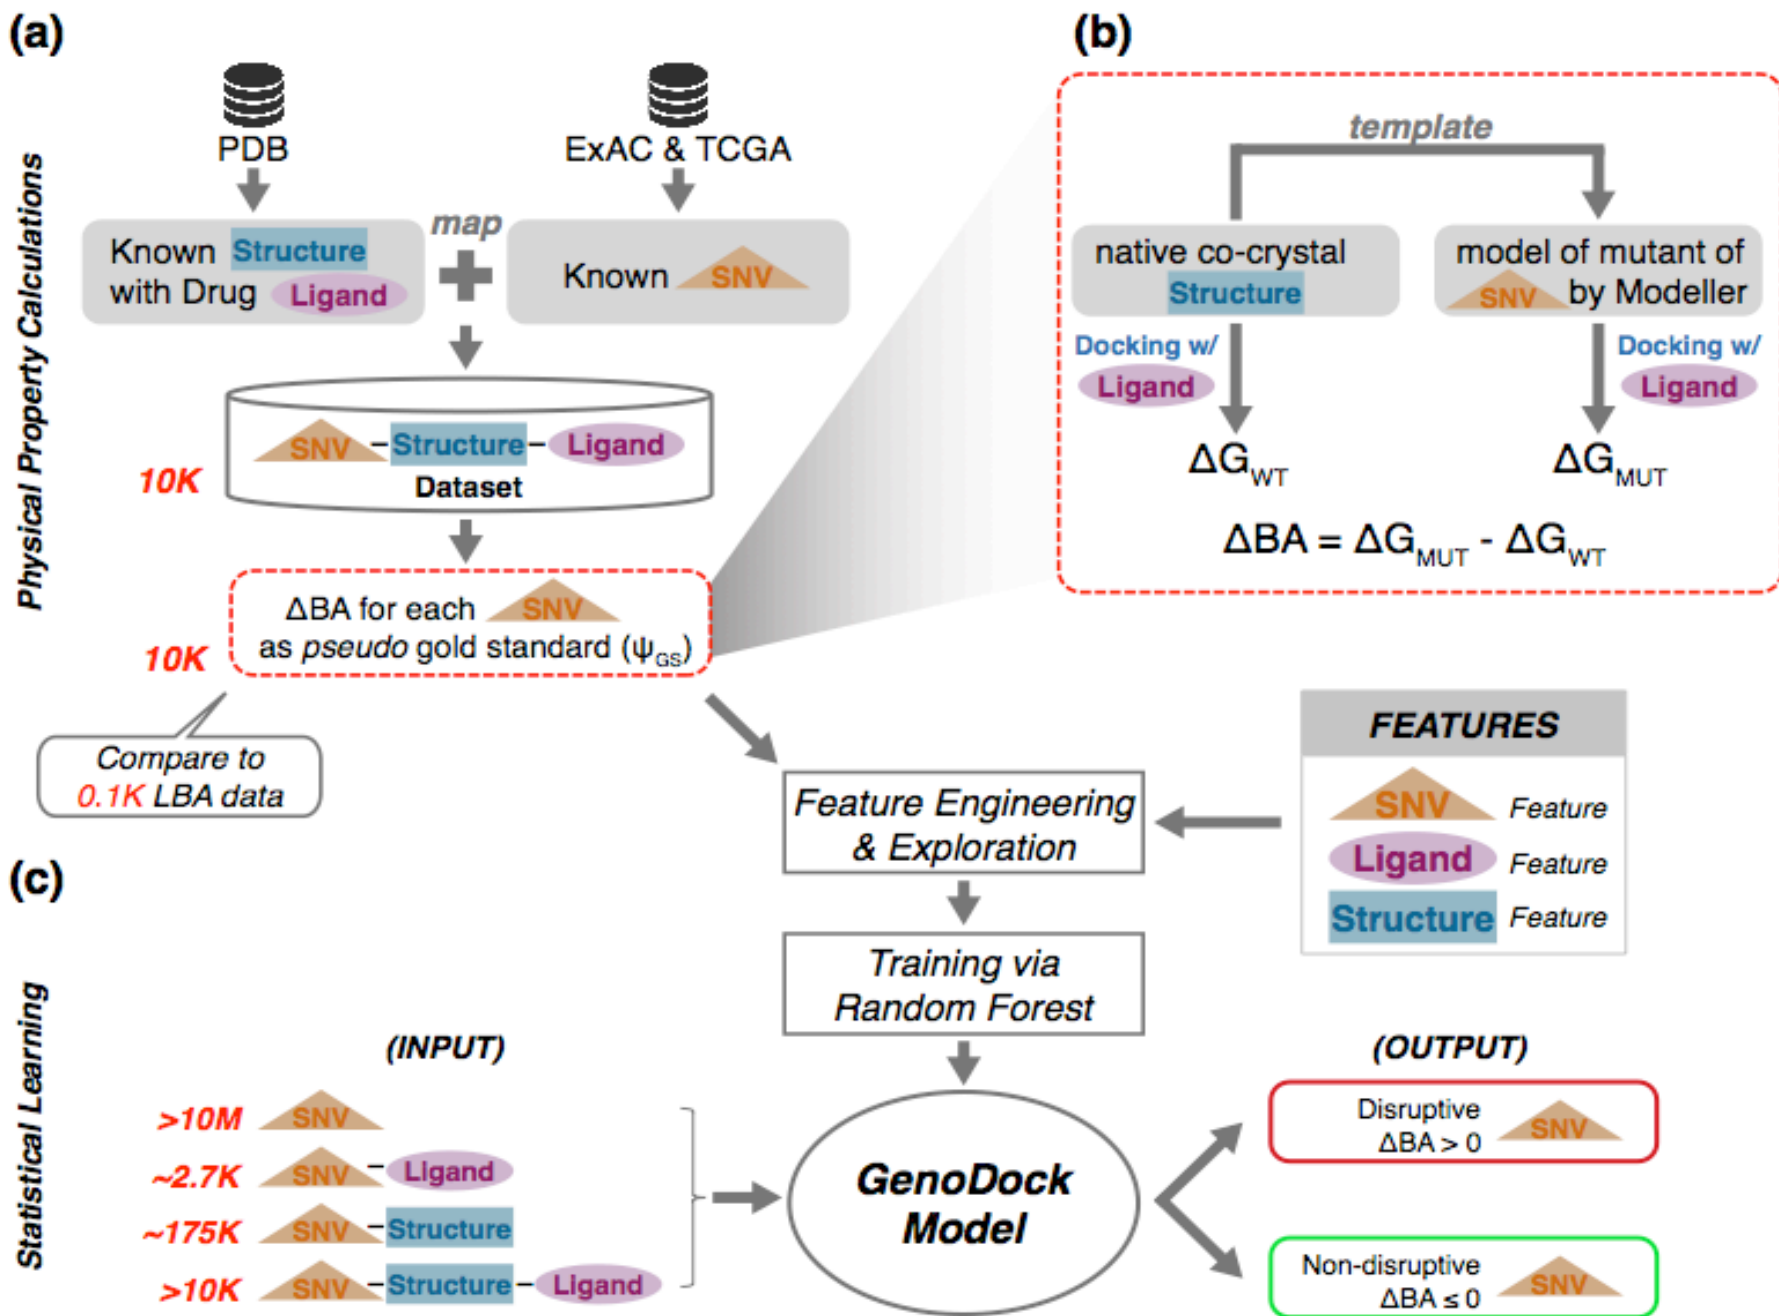 (a)
PDB
ExAC & TCGA
Physical Property Calculations
Known Structure
with Drug Ligand
map
Known SNV
SNV – Structure – Ligand
Dataset
10K
ΔBA for each SNV
as pseudo gold standard (ψGS)
10K
Compare to
0.1K LBA data
(b)
template
native co-crystal
Structure
model of mutant of
SNV by Modeller
Docking w/
Ligand
Docking w/
Ligand
ΔGWT
ΔGMUT
ΔBA = ΔGMUT - ΔGWT
FEATURES
SNV Feature
Ligand Feature
Structure Feature
Feature Engineering
& Exploration
Training via
Random Forest
(c)
Statistical Learning
(INPUT)
>10M SNV
~2.7K SNV – Ligand
~175K SNV – Structure
>10K SNV – Structure – Ligand
GenoDock
Model
(OUTPUT)
Disruptive
ΔBA > 0
SNV
Non-disruptive
ΔBA ≤ 0
SNV